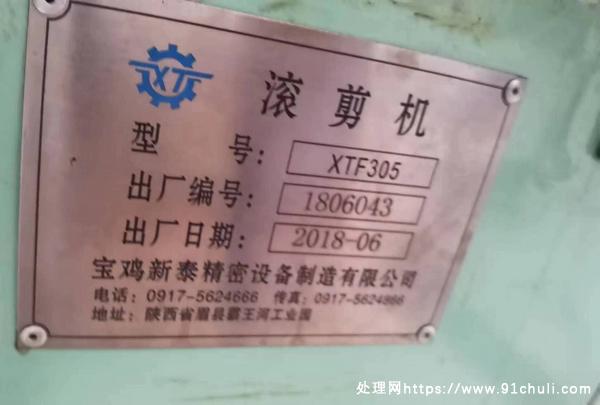 XT
滚剪机
型号: XTF305
出厂编号: 1806043
出厂日期: 2018-06
宝鸡新泰精密设备制造有限公司
电话: 0917-5624666 传真: 0917-5624866
地址: 陕西省眉县霸王河工业园
处理网https://www.91chuli.com/